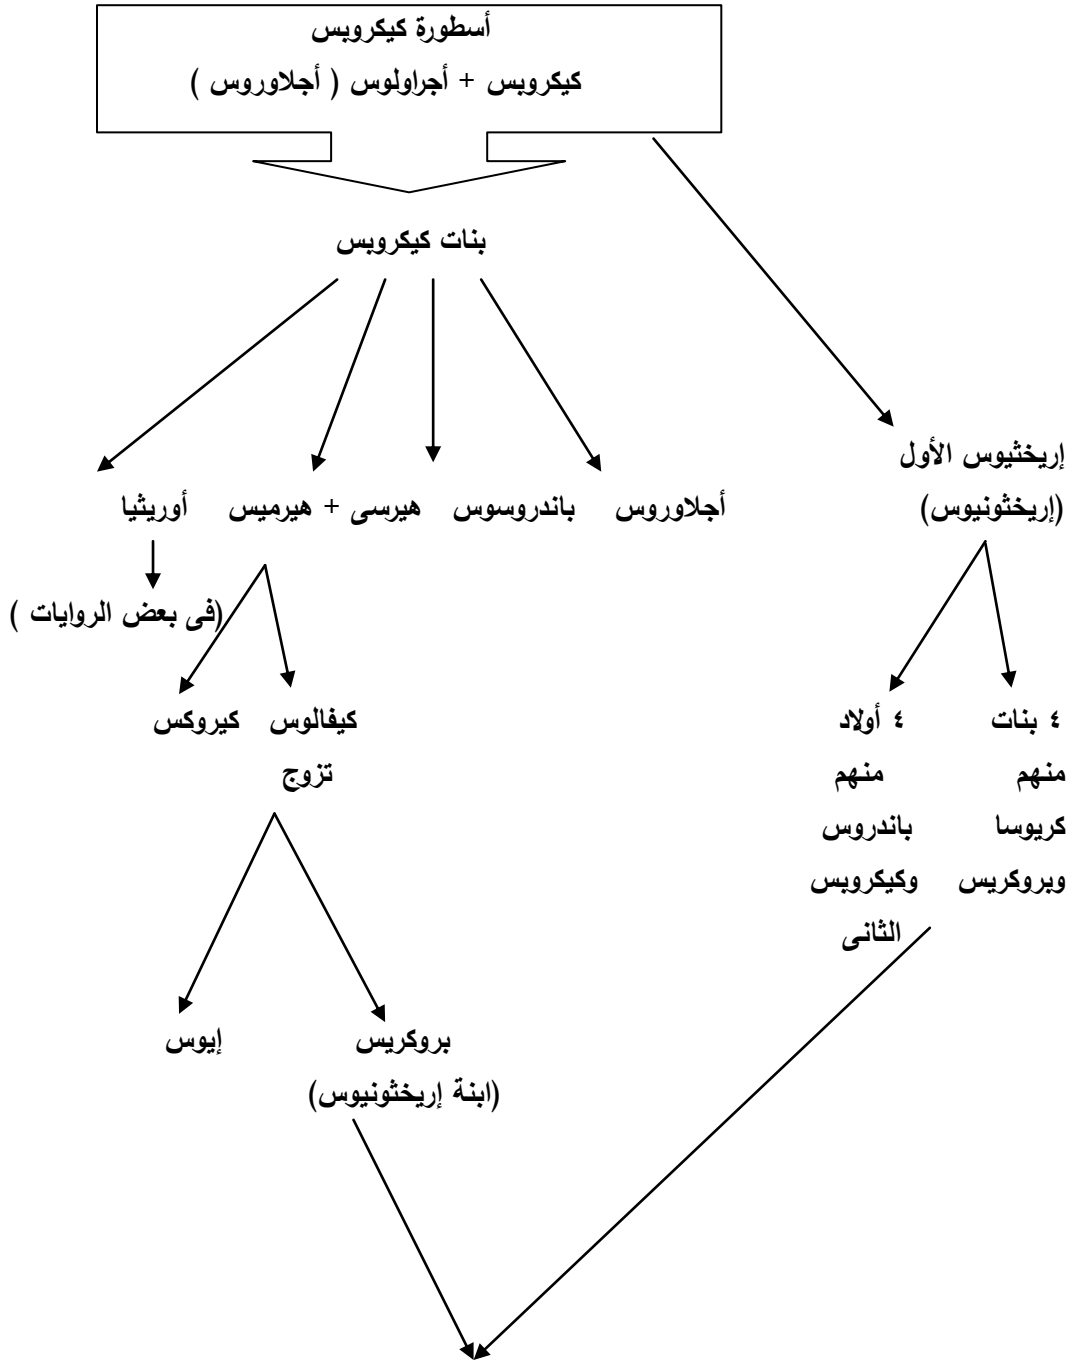 أسطورة كيكروبس
كيكروبس + أجراولوس ( أجلاوروس )
بنات كيكروبس
إريخثيوس الأول
(إريخثونيوس)
أجلاوروس
باندروسوس
هيرسى + هيرميس
أوريثيا
(فى بعض الروايات )
٤ بنات
منهم
كريوسا
وبروكريس
٤ أولاد
منهم
باندروس
وكيكروبس
الثانى
كيفالوس
تزوج
كيروكس
بروكريس
(ابنة إريخثونيوس)
إيوس